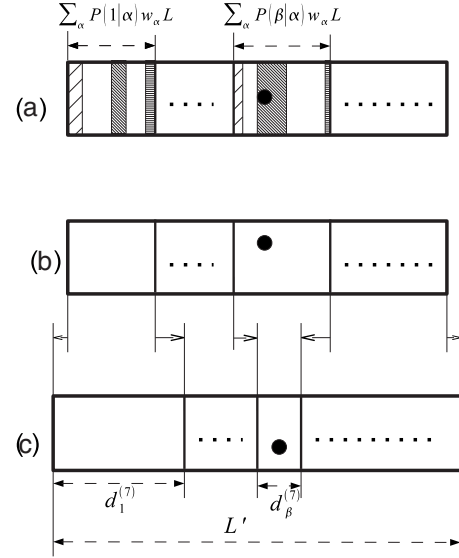 ∑_α P(1|α) w_α L ∑_α P(β|α) w_α L
(a)
(b)
(c)
d_1^(7) d_β^(7)
L'